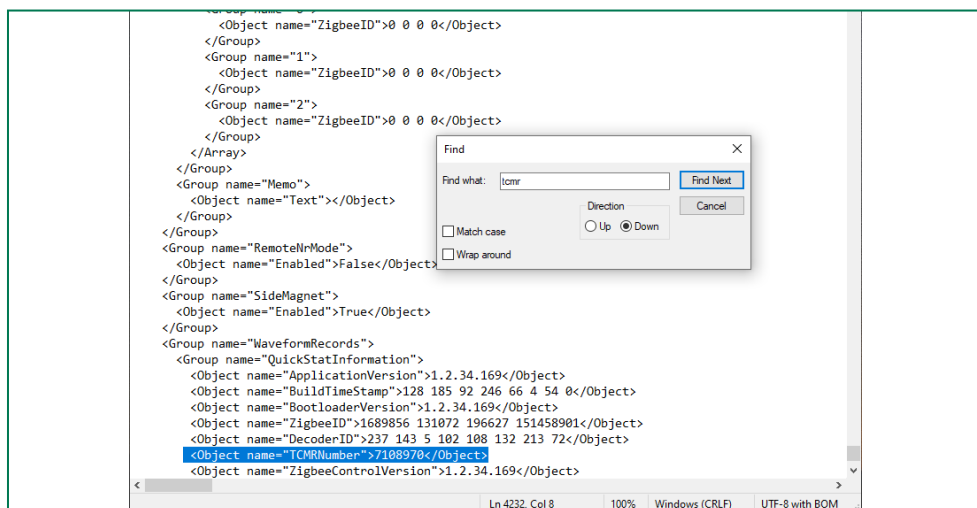 <Object name="ZigbeeID">0 0 0 0</Object>
</Group>
<Group name="1">
<Object name="ZigbeeID">0 0 0 0</Object>
</Group>
<Group name="2">
<Object name="ZigbeeID">0 0 0 0</Object>
</Group>
</Array>
</Group>
<Group name="Memo">
<Object name="Text"></Object>
</Group>
</Group>
<Group name="RemoteNrMode">
<Object name="Enabled">False</Object>
</Group>
<Group name="SideMagnet">
<Object name="Enabled">True</Object>
</Group>
<Group name="WaveformRecords">
<Group name="QuickStatInformation">
<Object name="ApplicationVersion">1.2.34.169</Object>
<Object name="BuildTimeStamp">128 185 92 246 66 4 54 0</Object>
<Object name="BootloaderVersion">1.2.34.169</Object>
<Object name="ZigbeeID">1689856 131072 196627 151458901</Object>
<Object name="DecoderID">237 143 5 102 108 132 213 72</Object>
<Object name="TCMRNumber">7108970</Object>
<Object name="ZigbeeControlVersion">1.2.34.169</Object>
Find
Find what: tcmr Find Next
Direction Cancel
Up Down
Match case
Wrap around
Ln 4232, Col 8 100% Windows (CRLF) UTF-8 with BOM